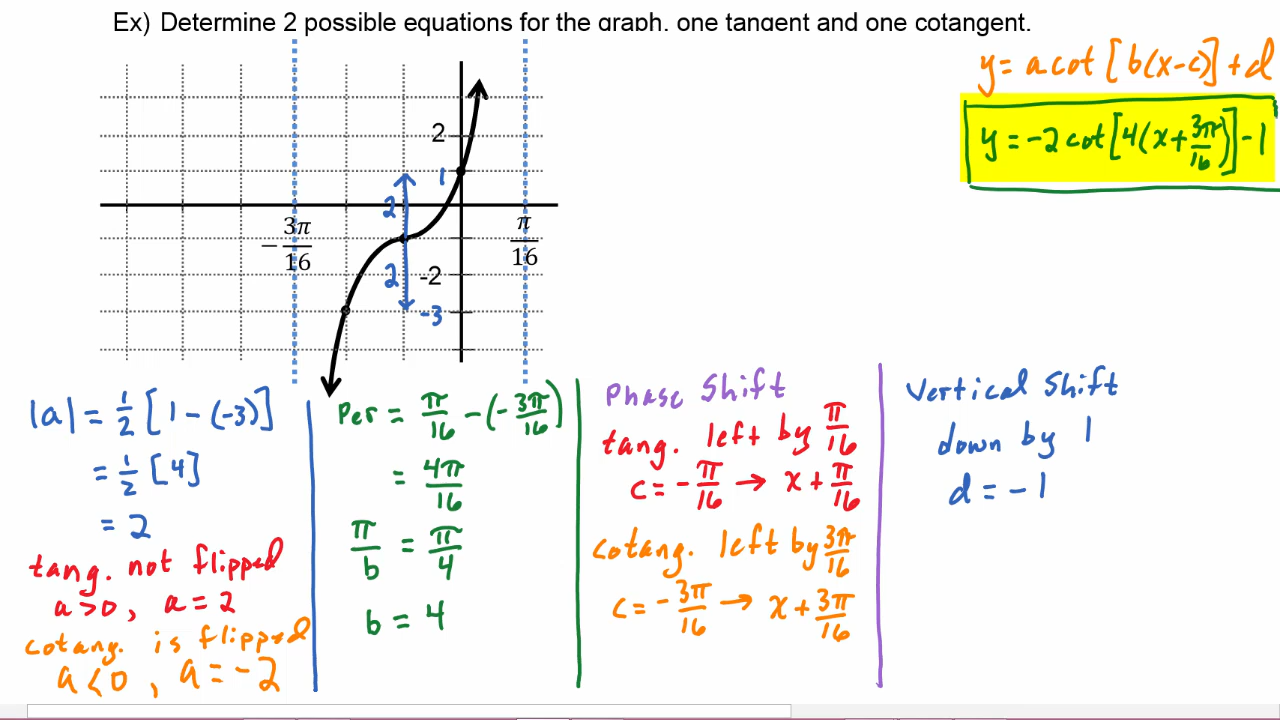 Ex) Determine 2 possible equations for the graph, one tangent and one cotangent.
y = a cot [b(x-c)] + d
y = -2 cot [4(x + 3π/16)] - 1
2
1
2
-3π/16
π/16
2
-2
-3
|a| = 1/2 [1 - (-3)]
= 1/2 [4]
= 2
tang. not flipped
a > 0, a = 2
cotang. is flipped
a < 0, a = -2
Per = π/16 - (-3π/16)
= 4π/16
π/b = π/4
b = 4
Phase Shift
tang. left by π/16
c = -π/16 → x + π/16
cotang. left by 3π/16
c = -3π/16 → x + 3π/16
Vertical Shift
down by 1
d = -1